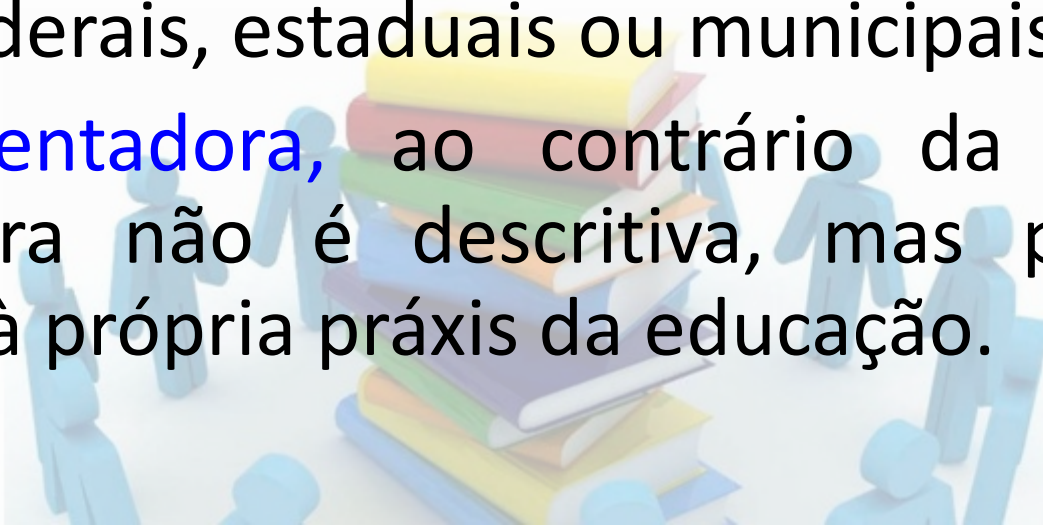 derais, estaduais ou municipais
entadora, ao contrário da
ra não é descritiva, mas p
à própria práxis da educação.